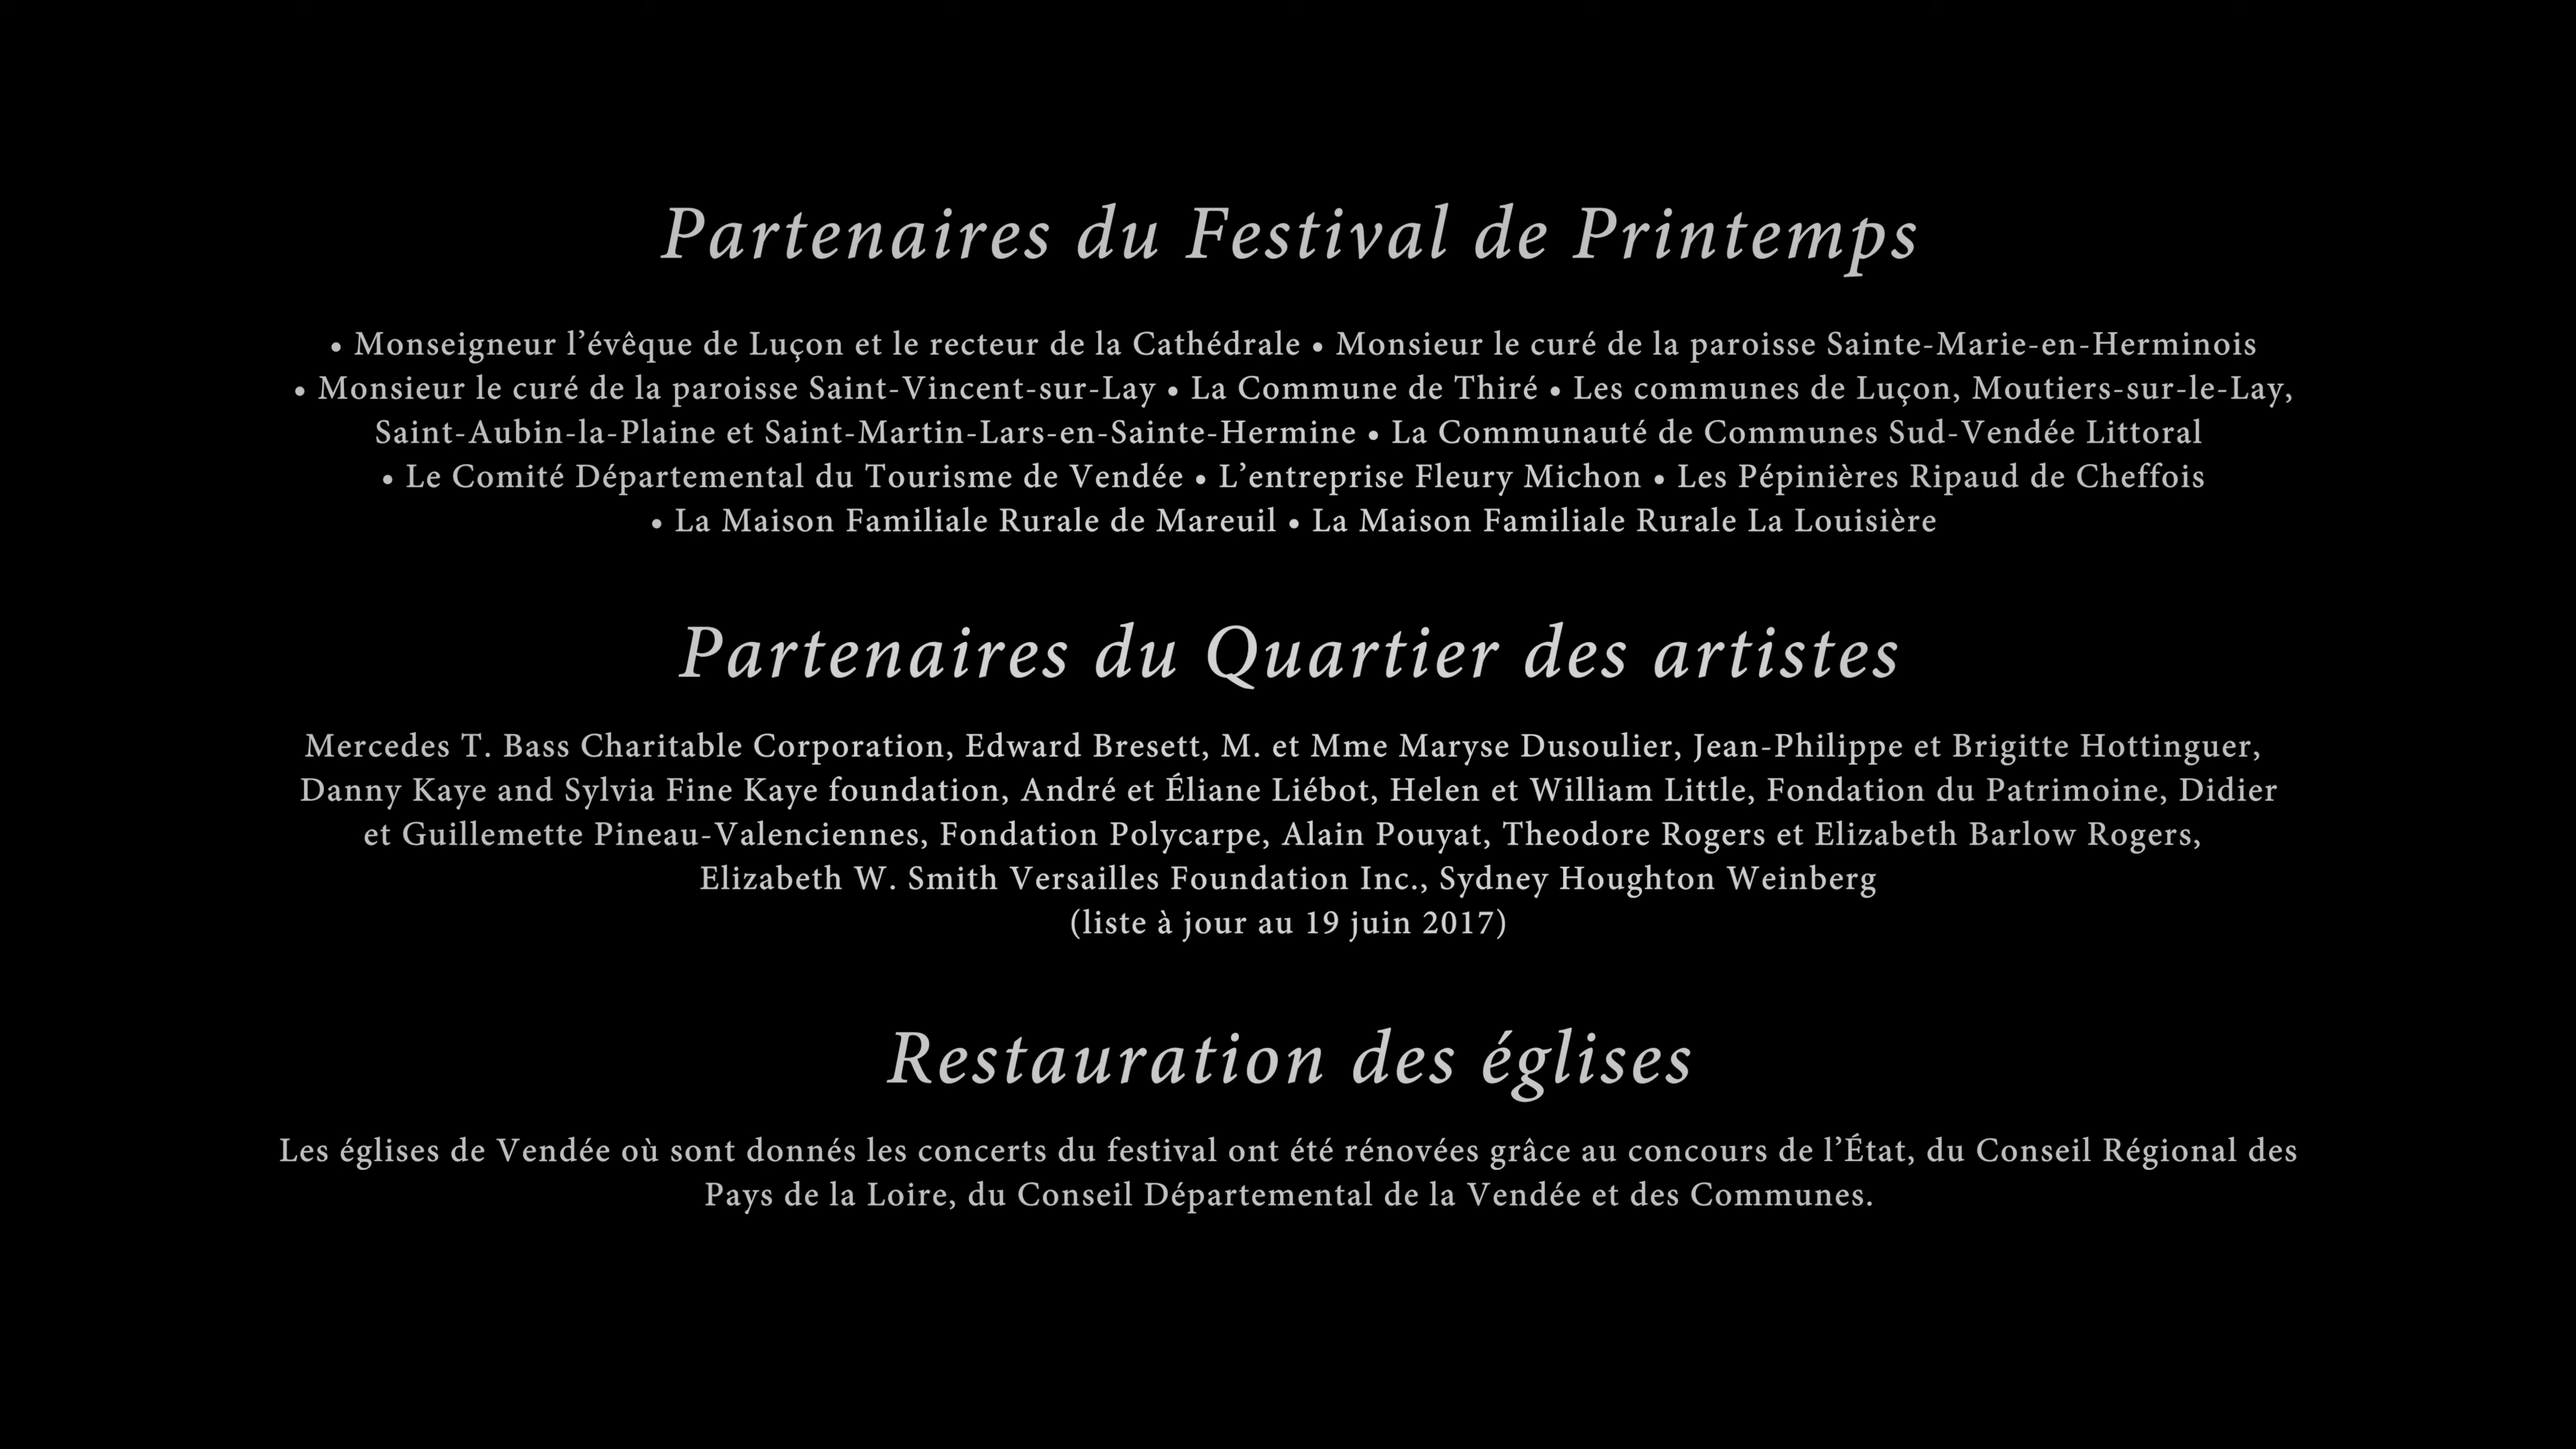 Partenaires du Festival de Printemps
• Monseigneur l’évêque de Luçon et le recteur de la Cathédrale • Monsieur le curé de la paroisse Sainte-Marie-en-Herminois
• Monsieur le curé de la paroisse Saint-Vincent-sur-Lay • La Commune de Thiré • Les communes de Luçon, Moutiers-sur-le-Lay,
Saint-Aubin-la-Plaine et Saint-Martin-Lars-en-Sainte-Hermine • La Communauté de Communes Sud-Vendée Littoral
• Le Comité Départemental du Tourisme de Vendée • L’entreprise Fleury Michon • Les Pépinières Ripaud de Cheffois
• La Maison Familiale Rurale de Mareuil • La Maison Familiale Rurale La Louisière
Partenaires du Quartier des artistes
Mercedes T. Bass Charitable Corporation, Edward Bresett, M. et Mme Maryse Dusoulier, Jean-Philippe et Brigitte Hottinguer,
Danny Kaye and Sylvia Fine Kaye foundation, André et Éliane Liébot, Helen et William Little, Fondation du Patrimoine, Didier
et Guillemette Pineau-Valenciennes, Fondation Polycarpe, Alain Pouyat, Theodore Rogers et Elizabeth Barlow Rogers,
Elizabeth W. Smith Versailles Foundation Inc., Sydney Houghton Weinberg
(liste à jour au 19 juin 2017)
Restauration des églises
Les églises de Vendée où sont donnés les concerts du festival ont été rénovées grâce au concours de l’État, du Conseil Régional des
Pays de la Loire, du Conseil Départemental de la Vendée et des Communes.